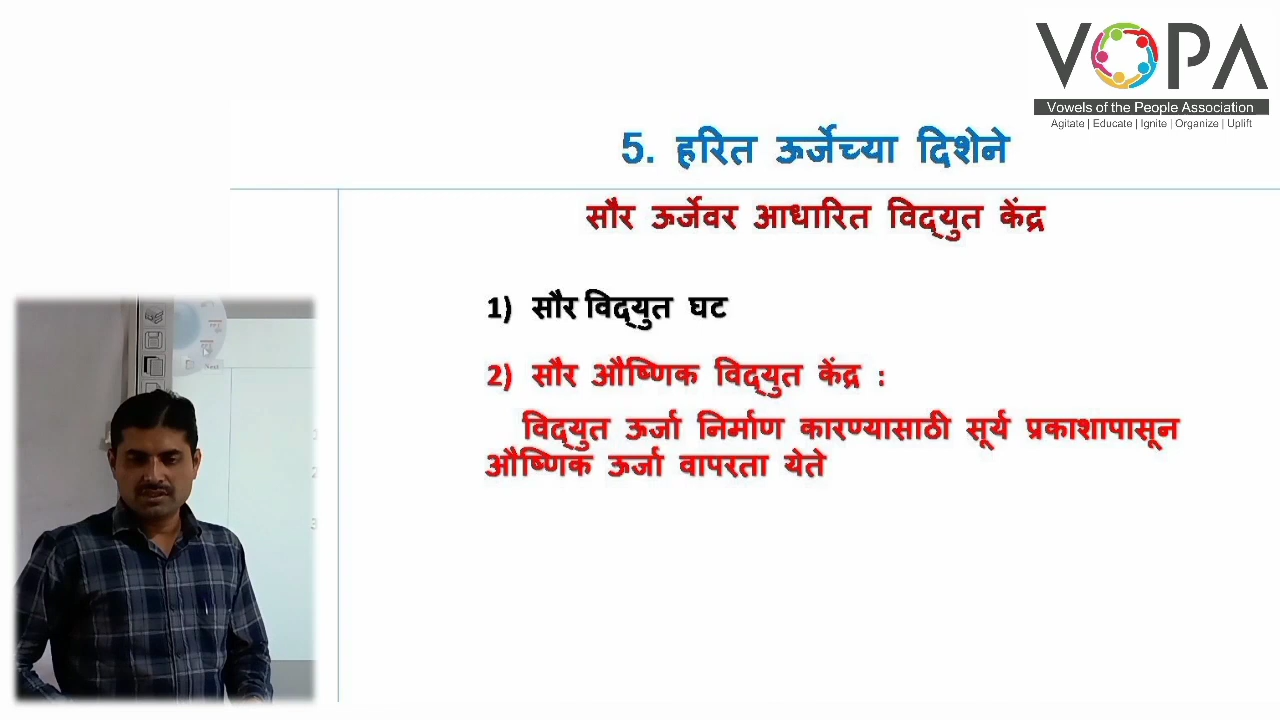 VOPA
Vowels of the People Association
Agitate | Educate | Ignite | Organize | Uplift
5. हरित ऊर्जेच्या दिशेने
सौर ऊर्जेवर आधारित विद्युत केंद्र
1) सौर विद्युत घट
2) सौर औष्णिक विद्युत केंद्र :
विद्युत ऊर्जा निर्माण कारण्यासाठी सूर्य प्रकाशापासून
औष्णिक ऊर्जा वापरता येते